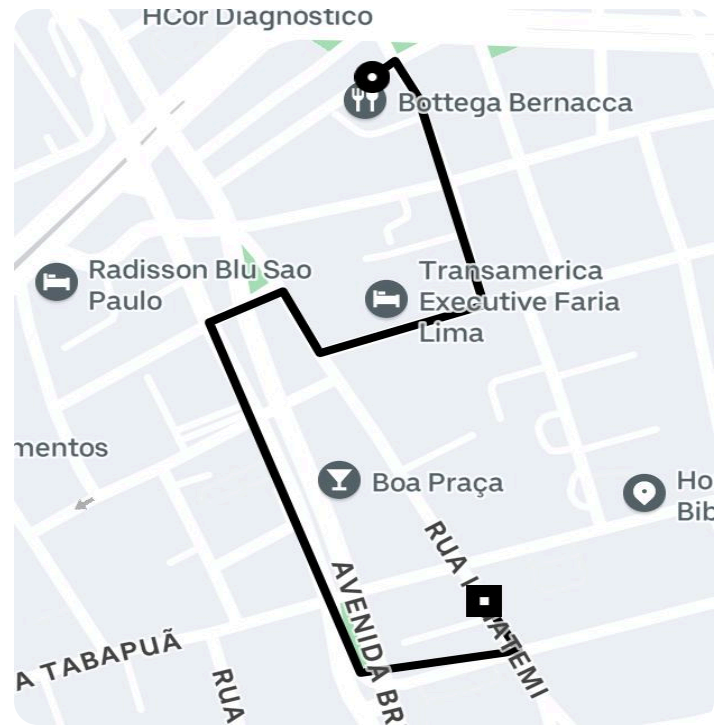 HCor Diagnostico
Bottega Bernacca
Radisson Blu Sao
Paulo
Transamerica
Executive Faria
Lima
mentos
Boa Praça
Ho
Bib
RUA
ATEMI
AVENIDA BR
A TABAPUÃ
RUA